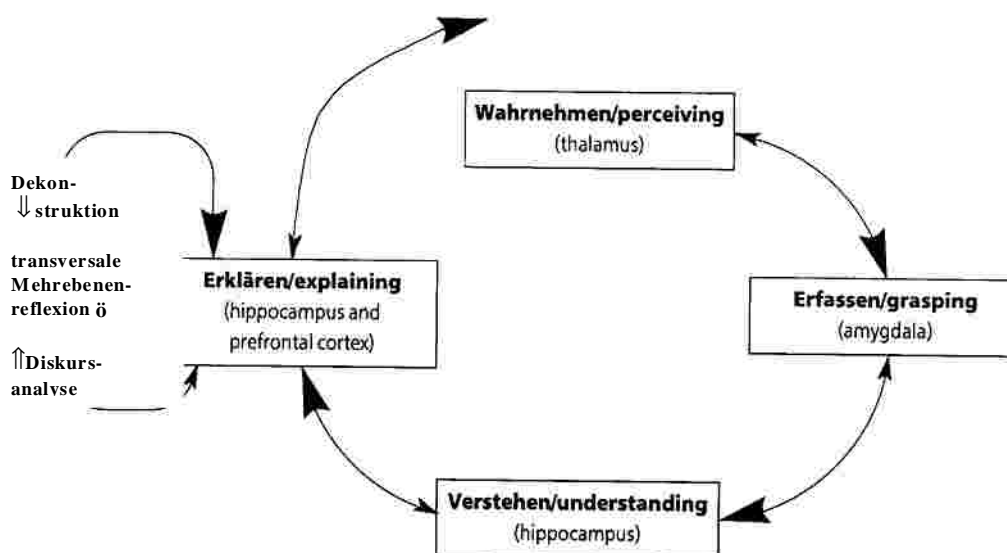 Wahrnehmen/perceiving
(thalamus)
Dekon-
⇓ struktion
transversale
Mehrebenen-
reflexion ö
⇑Diskurs-
analyse
Erklären/explaining
(hippocampus and
prefrontal cortex)
Erfassen/grasping
(amygdala)
Verstehen/understanding
(hippocampus)